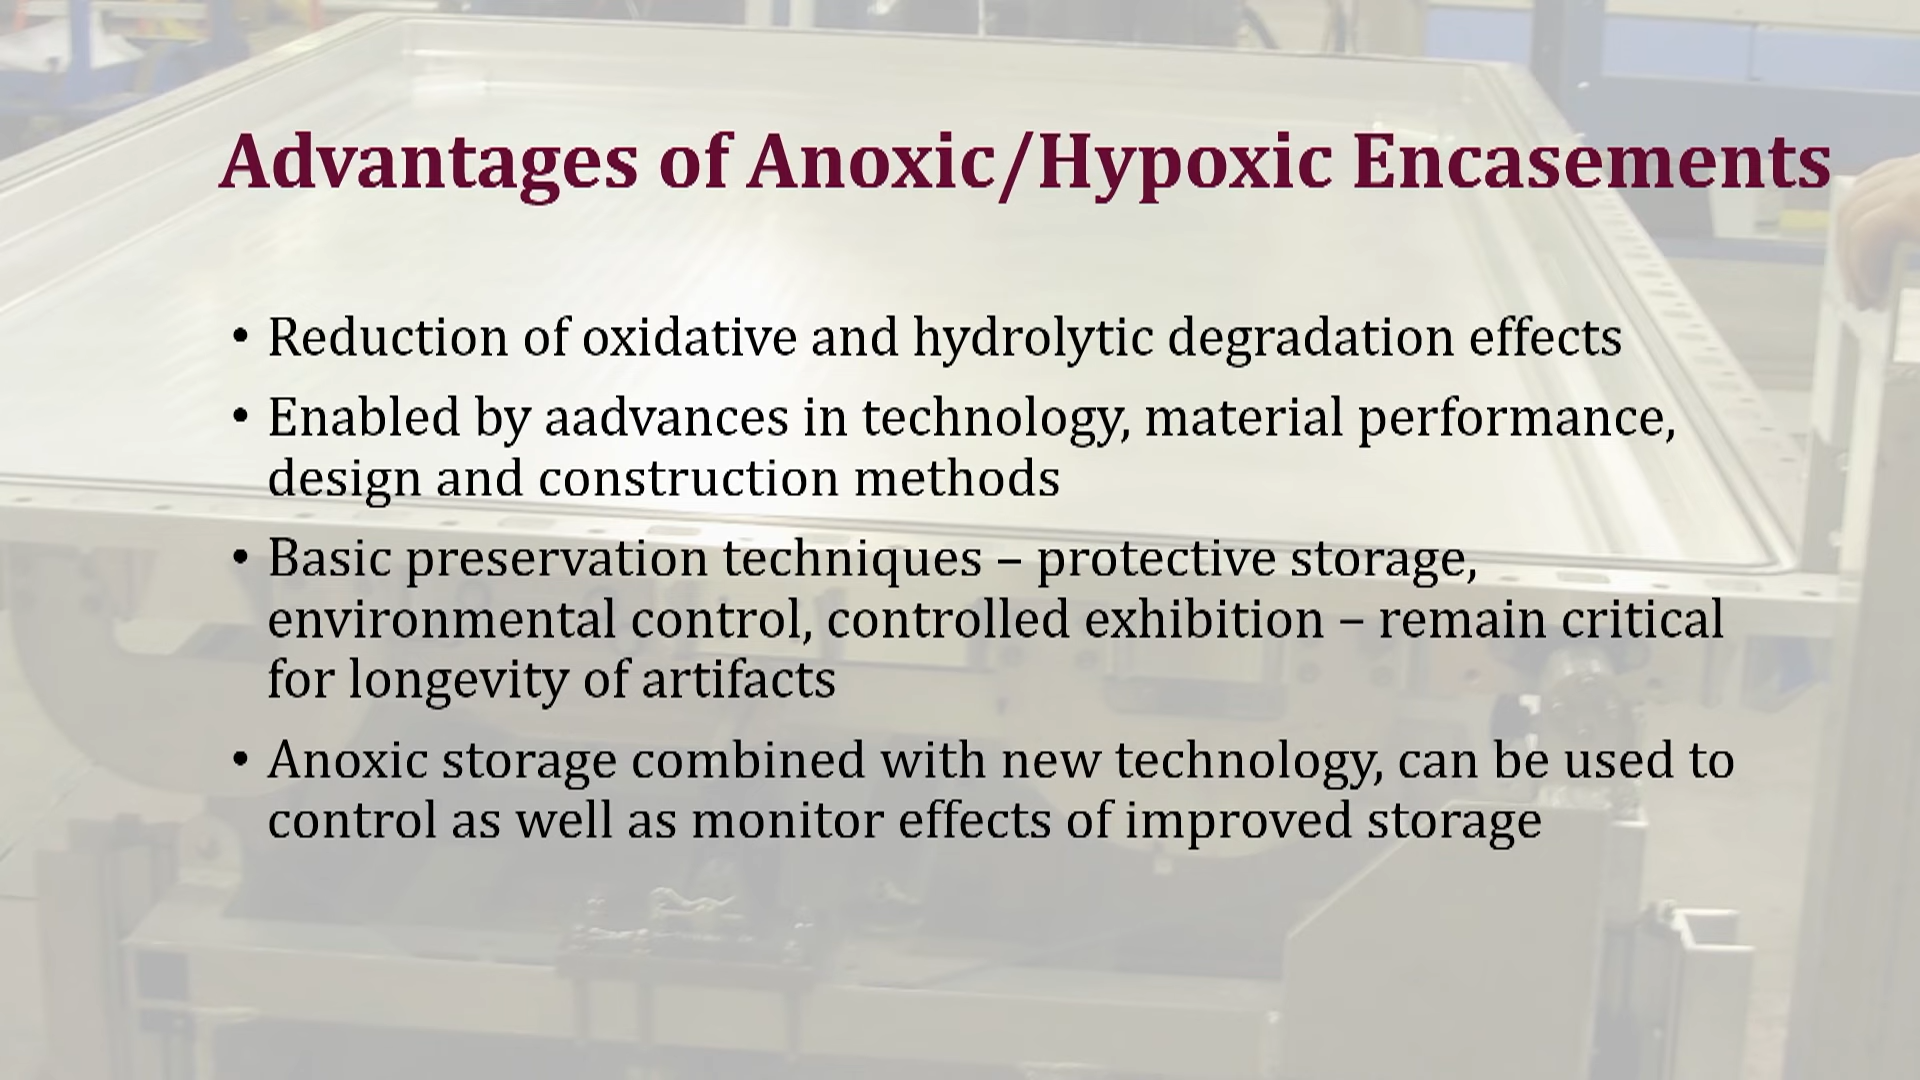 Advantages of Anoxic/Hypoxic Encasements
• Reduction of oxidative and hydrolytic degradation effects
• Enabled by aadvances in technology, material performance,
design and construction methods
• Basic preservation techniques – protective storage,
environmental control, controlled exhibition – remain critical
for longevity of artifacts
• Anoxic storage combined with new technology, can be used to
control as well as monitor effects of improved storage